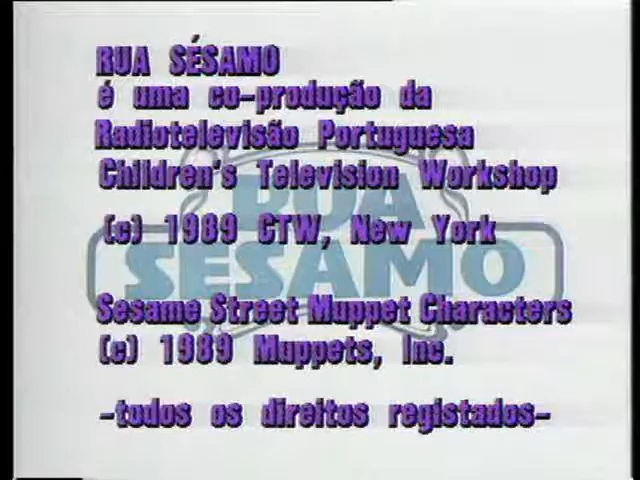 RUA SÉSAMO
é uma co-produção da
Radiotelevisão Portuguesa
Children's Television Workshop
(c) 1989 CTW, New York
RUA
SÉSAMO
Sesame Street Muppet Characters
(c) 1989 Muppets, Inc.
-todos os direitos registados-